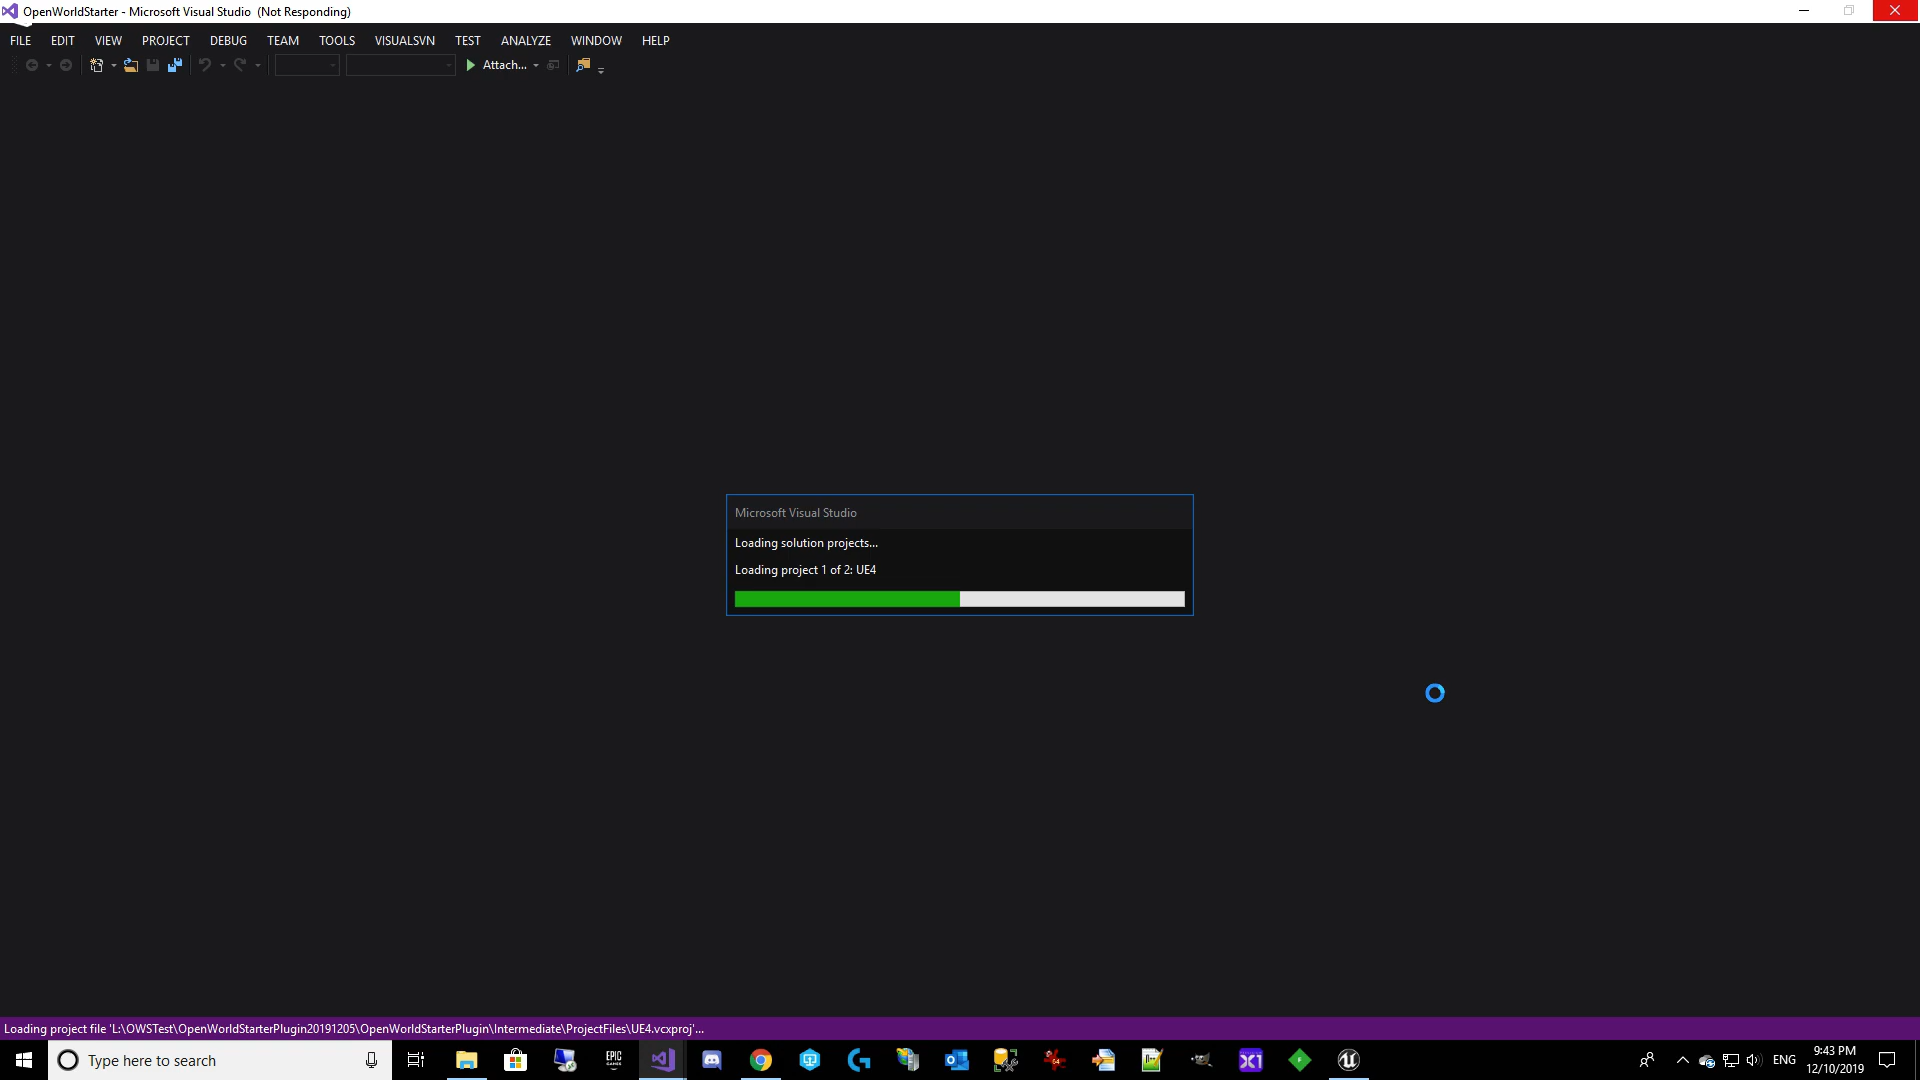 OpenWorldStarter - Microsoft Visual Studio  (Not Responding)
FILE EDIT VIEW PROJECT DEBUG TEAM TOOLS VISUALSVN TEST ANALYZE WINDOW HELP
Attach...
Microsoft Visual Studio
Loading solution projects...
Loading project 1 of 2: UE4
Loading project file 'L:\OWSTest\OpenWorldStarterPlugin20191205\OpenWorldStarterPlugin\Intermediate\ProjectFiles\UE4.vcxproj'...
Type here to search
EPIC
GAMES
ENG
9:43 PM
12/10/2019